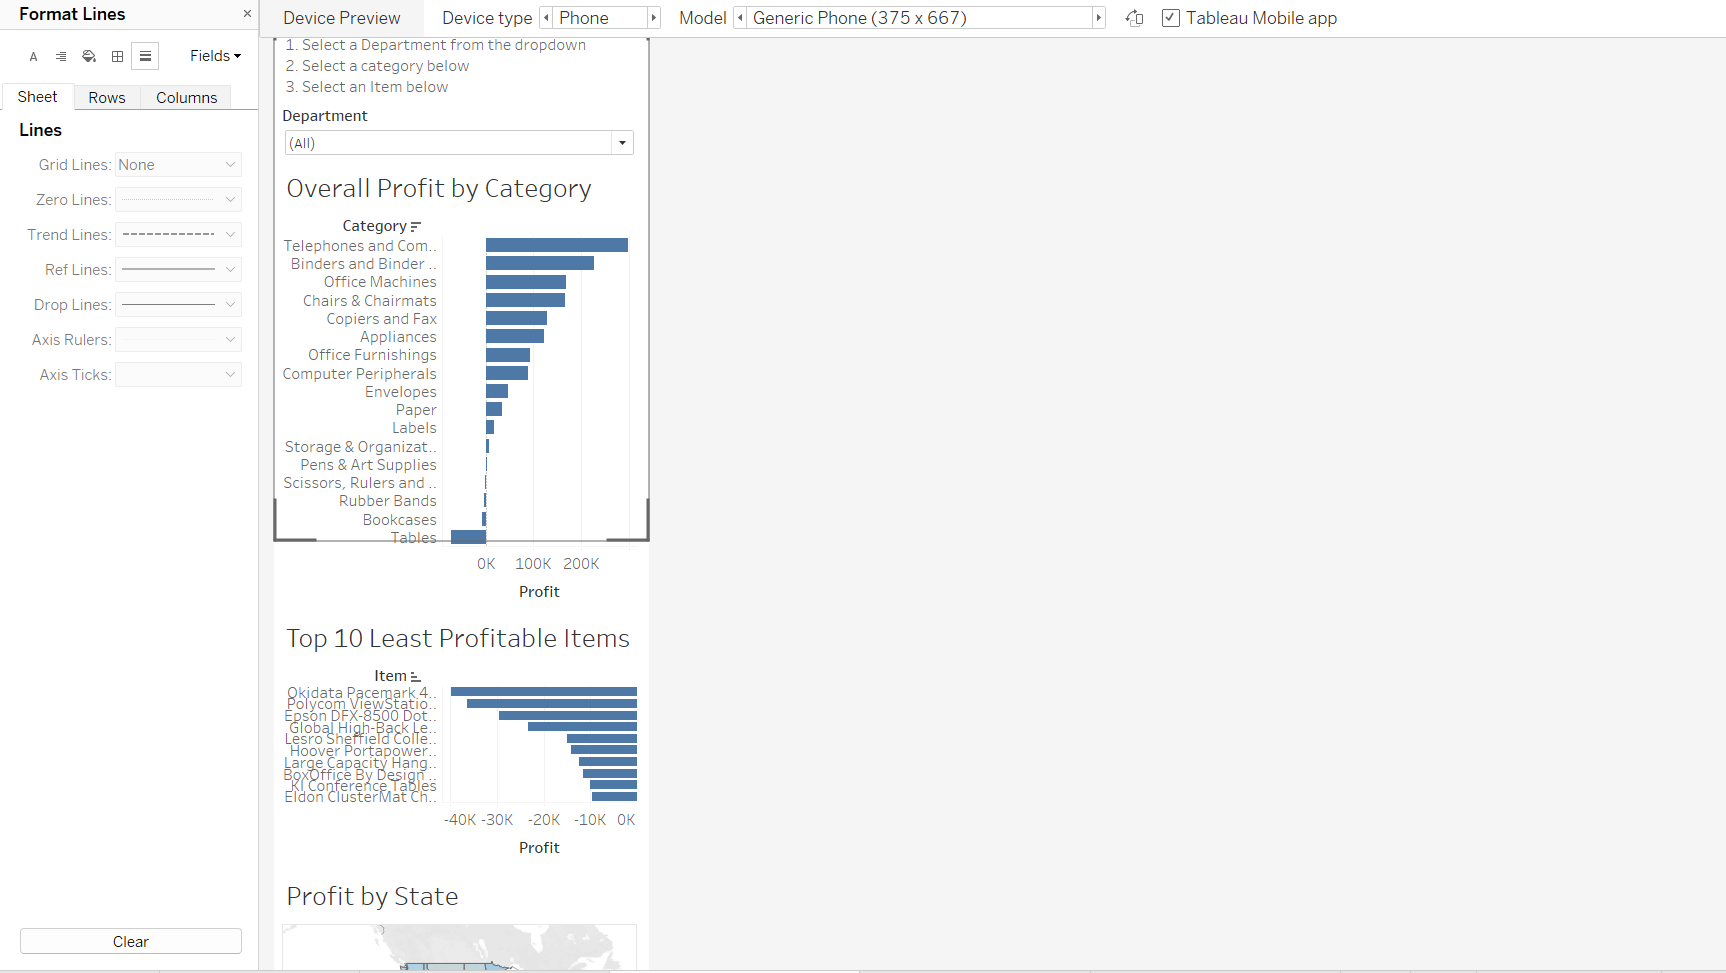 Format Lines ×
Device Preview Device type Phone Model Generic Phone (375 x 667) Tableau Mobile app
A Fields
Sheet Rows Columns
Lines
Grid Lines: None
Zero Lines:
Trend Lines:
Ref Lines:
Drop Lines:
Axis Rulers:
Axis Ticks:
Clear
1. Select a Department from the dropdown
2. Select a category below
3. Select an Item below
Department
(All)
Overall Profit by Category
Category
Telephones and Com..
Binders and Binder ..
Office Machines
Chairs & Chairmats
Copiers and Fax
Appliances
Office Furnishings
Computer Peripherals
Envelopes
Paper
Labels
Storage & Organizat..
Pens & Art Supplies
Scissors, Rulers and ..
Rubber Bands
Bookcases
Tables
0K 100K 200K
Profit
Top 10 Least Profitable Items
Item
Okidata Pacemark 4..
Polycom ViewStatio..
Epson DFX-8500 Dot..
Global High-Back Le..
Lesro Sheffield Colle..
Hoover Portapower..
Large Capacity Hang..
BoxOffice By Design ..
KI Conference Tables
Eldon ClusterMat Ch..
-40K -30K -20K -10K 0K
Profit
Profit by State